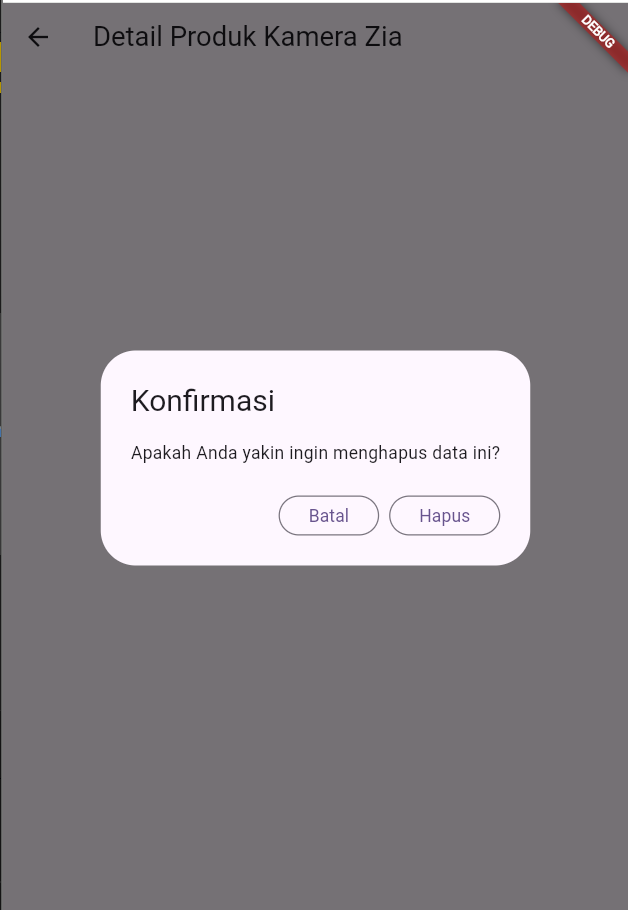 Detail Produk Kamera Zia
DEBUG
Konfirmasi
Apakah Anda yakin ingin menghapus data ini?
Batal
Hapus